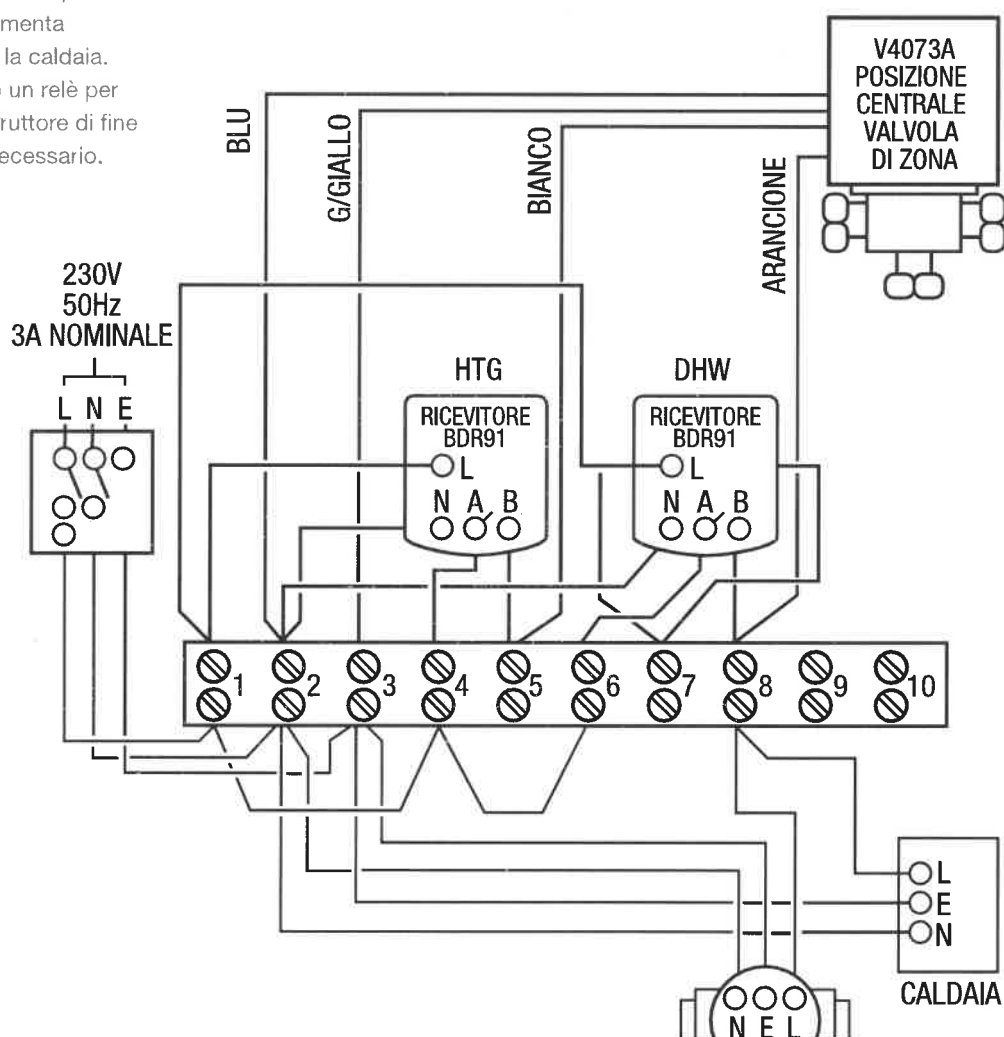 menta
la caldaia.
un relè per
ruttore di fine
ecessario.
V4073A
POSIZIONE
CENTRALE
VALVOLA
DI ZONA
BLU
G/GIALLO
BIANCO
ARANCIONE
230V
50Hz
3A NOMINALE
L N E
HTG
RICEVITORE
BDR91
L
N A B
DHW
RICEVITORE
BDR91
L
N A B
1 2 3 4 5 6 7 8 9 10
L
E
N
CALDAIA
N E L